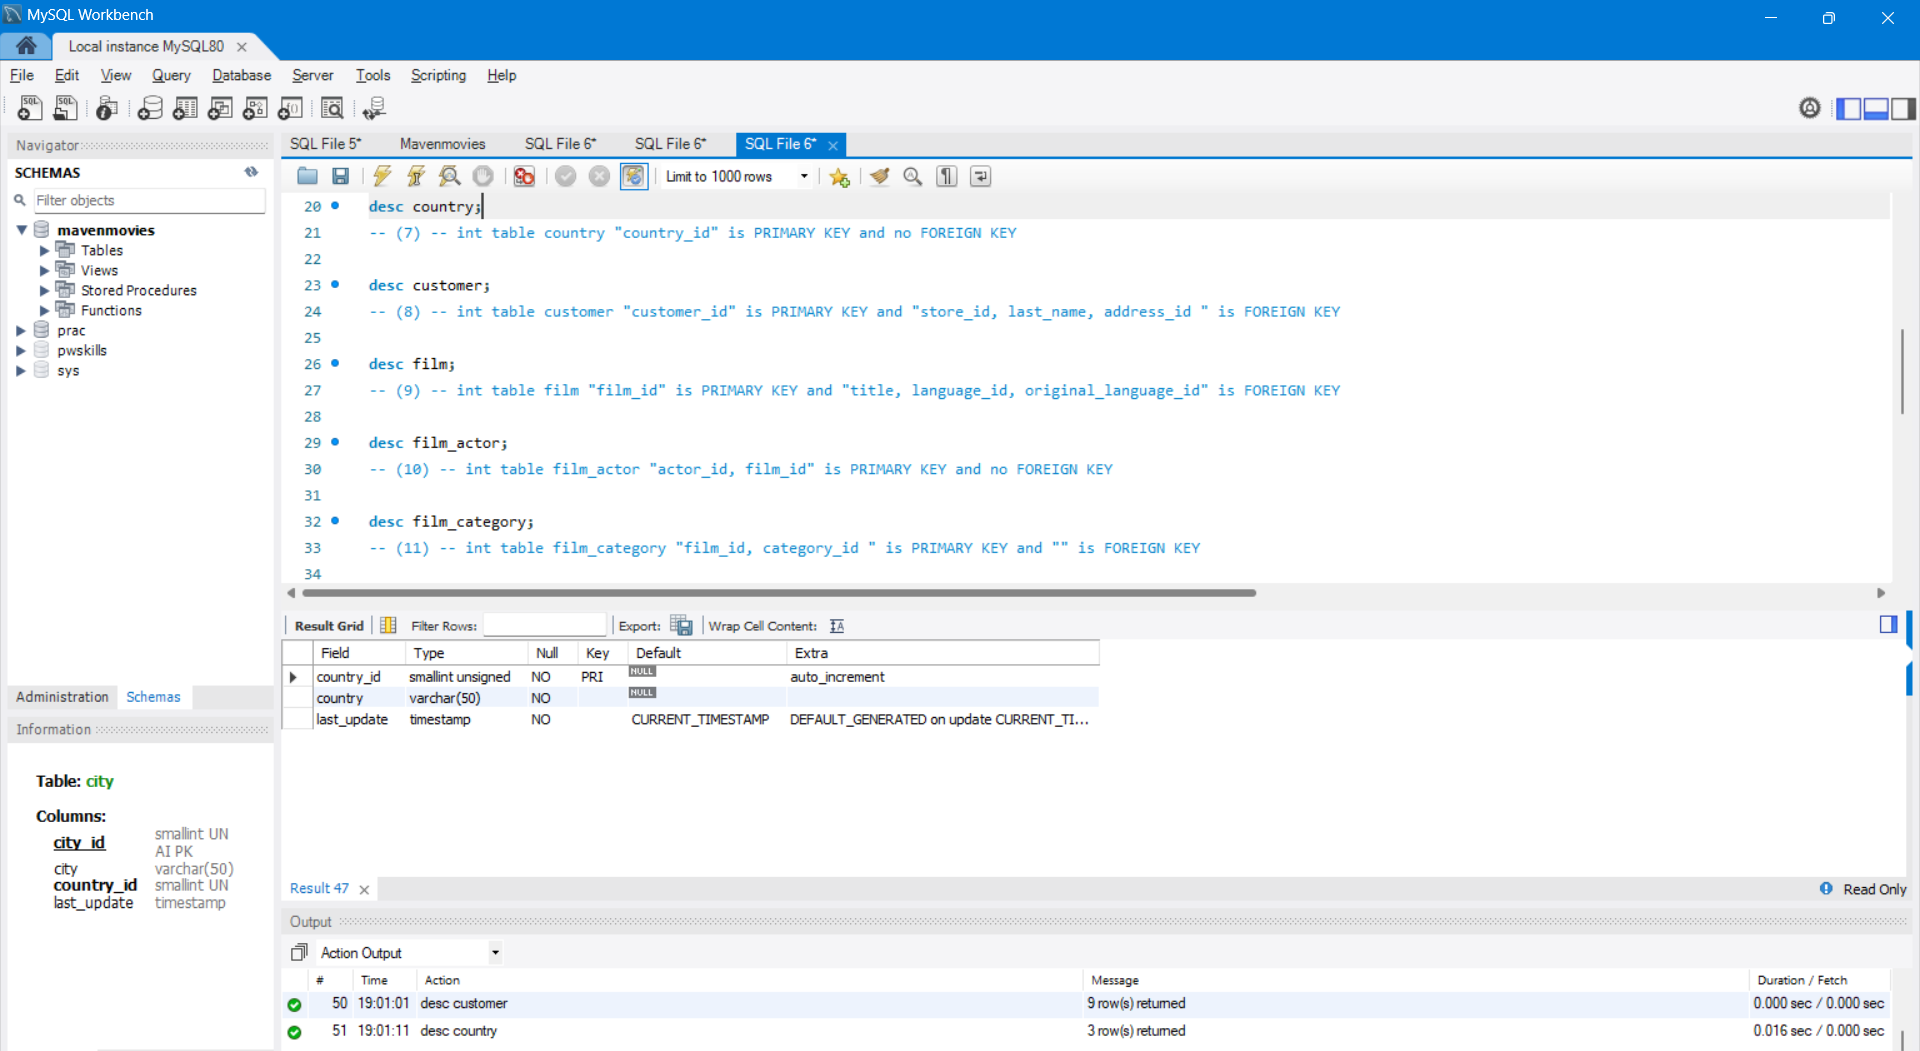 MySQL Workbench
Local instance MySQL80
File Edit View Query Database Server Tools Scripting Help
Navigator
SCHEMAS
Filter objects
mavenmovies
Tables
Views
Stored Procedures
Functions
prac
pwskills
sys
Administration Schemas
Information
Table: city
Columns:
city_id smallint UN AI PK
city varchar(50)
country_id smallint UN
last_update timestamp
SQL File 5* Mavenmovies SQL File 6* SQL File 6* SQL File 6*
Limit to 1000 rows
20 desc country;
21 -- (7) -- int table country "country_id" is PRIMARY KEY and no FOREIGN KEY
22
23 desc customer;
24 -- (8) -- int table customer "customer_id" is PRIMARY KEY and "store_id, last_name, address_id " is FOREIGN KEY
25
26 desc film;
27 -- (9) -- int table film "film_id" is PRIMARY KEY and "title, language_id, original_language_id" is FOREIGN KEY
28
29 desc film_actor;
30 -- (10) -- int table film_actor "actor_id, film_id" is PRIMARY KEY and no FOREIGN KEY
31
32 desc film_category;
33 -- (11) -- int table film_category "film_id, category_id " is PRIMARY KEY and "" is FOREIGN KEY
34
Result Grid Filter Rows: Export: Wrap Cell Content:
Field Type Null Key Default Extra
country_id smallint unsigned NO PRI NULL auto_increment
country varchar(50) NO NULL
last_update timestamp NO CURRENT_TIMESTAMP DEFAULT_GENERATED on update CURRENT_TI...
Result 47 Read Only
Output
Action Output
# Time Action Message Duration / Fetch
50 19:01:01 desc customer 9 row(s) returned 0.000 sec / 0.000 sec
51 19:01:11 desc country 3 row(s) returned 0.016 sec / 0.000 sec